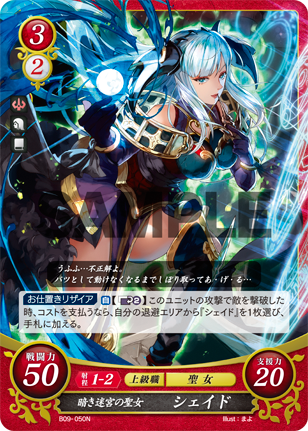 3
2
SAMPLE
うふふ…不正解よ。
バツとして動けなくなるまでしぼり取ってあ・げ・る…
お仕置きリザイア 自【2】このユニットの攻撃で敵を撃破した
時、コストを支払うなら、自分の退避エリアから「シェイド」を1枚選び、
手札に加える。
戦闘力
50
射程 1-2 上級職 聖女
支援力
20
暗き迷宮の聖女 シェイド
B09-050N
Illust：まよ